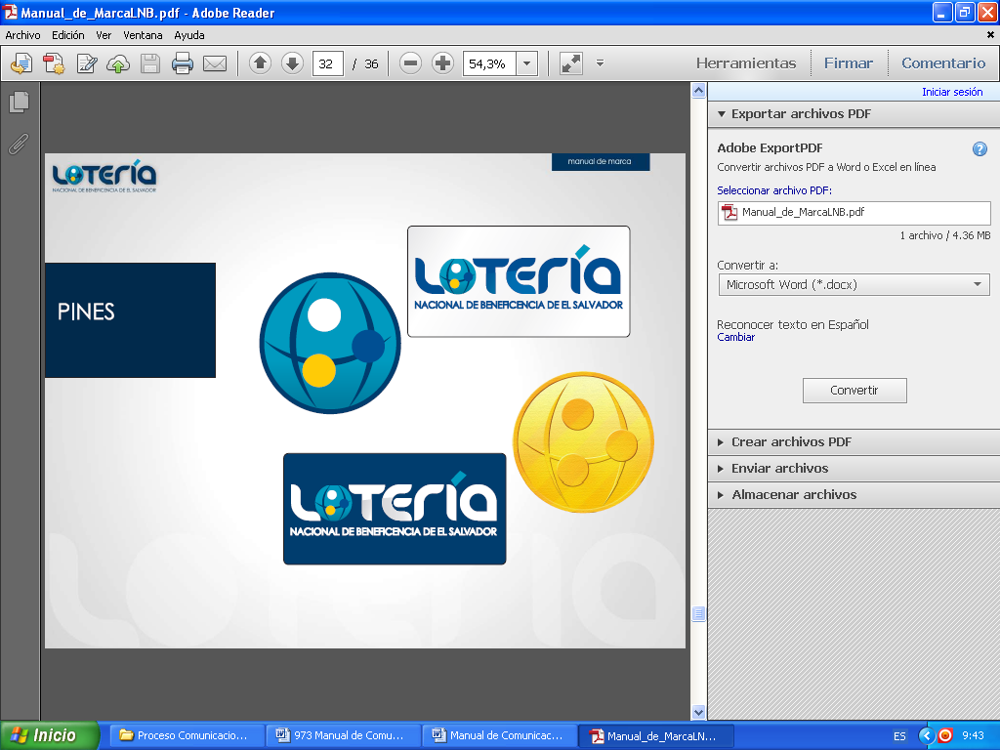 Manual_de_MarcaLNB.pdf - Adobe Reader
Archivo Edición Ver Ventana Ayuda
32 / 36 54,3% Herramientas Firmar Comentario
Iniciar sesión
Exportar archivos PDF
Adobe ExportPDF
Convertir archivos PDF a Word o Excel en línea
Seleccionar archivo PDF:
Manual_de_MarcaLNB.pdf
1 archivo / 4.36 MB
Convertir a:
Microsoft Word (*.docx)
Reconocer texto en Español
Cambiar
Convertir
Crear archivos PDF
Enviar archivos
Almacenar archivos
LOTERÍA
NACIONAL DE BENEFICENCIA DE EL SALVADOR
manual de marca
PINES
LOTERÍA
NACIONAL DE BENEFICENCIA DE EL SALVADOR
LOTERÍA
NACIONAL DE BENEFICENCIA DE EL SALVADOR
Lotería
Inicio Proceso Comunicacio... 973 Manual de Comu... Manual de Comunicac... Manual_de_MarcaLN... ES 9:43